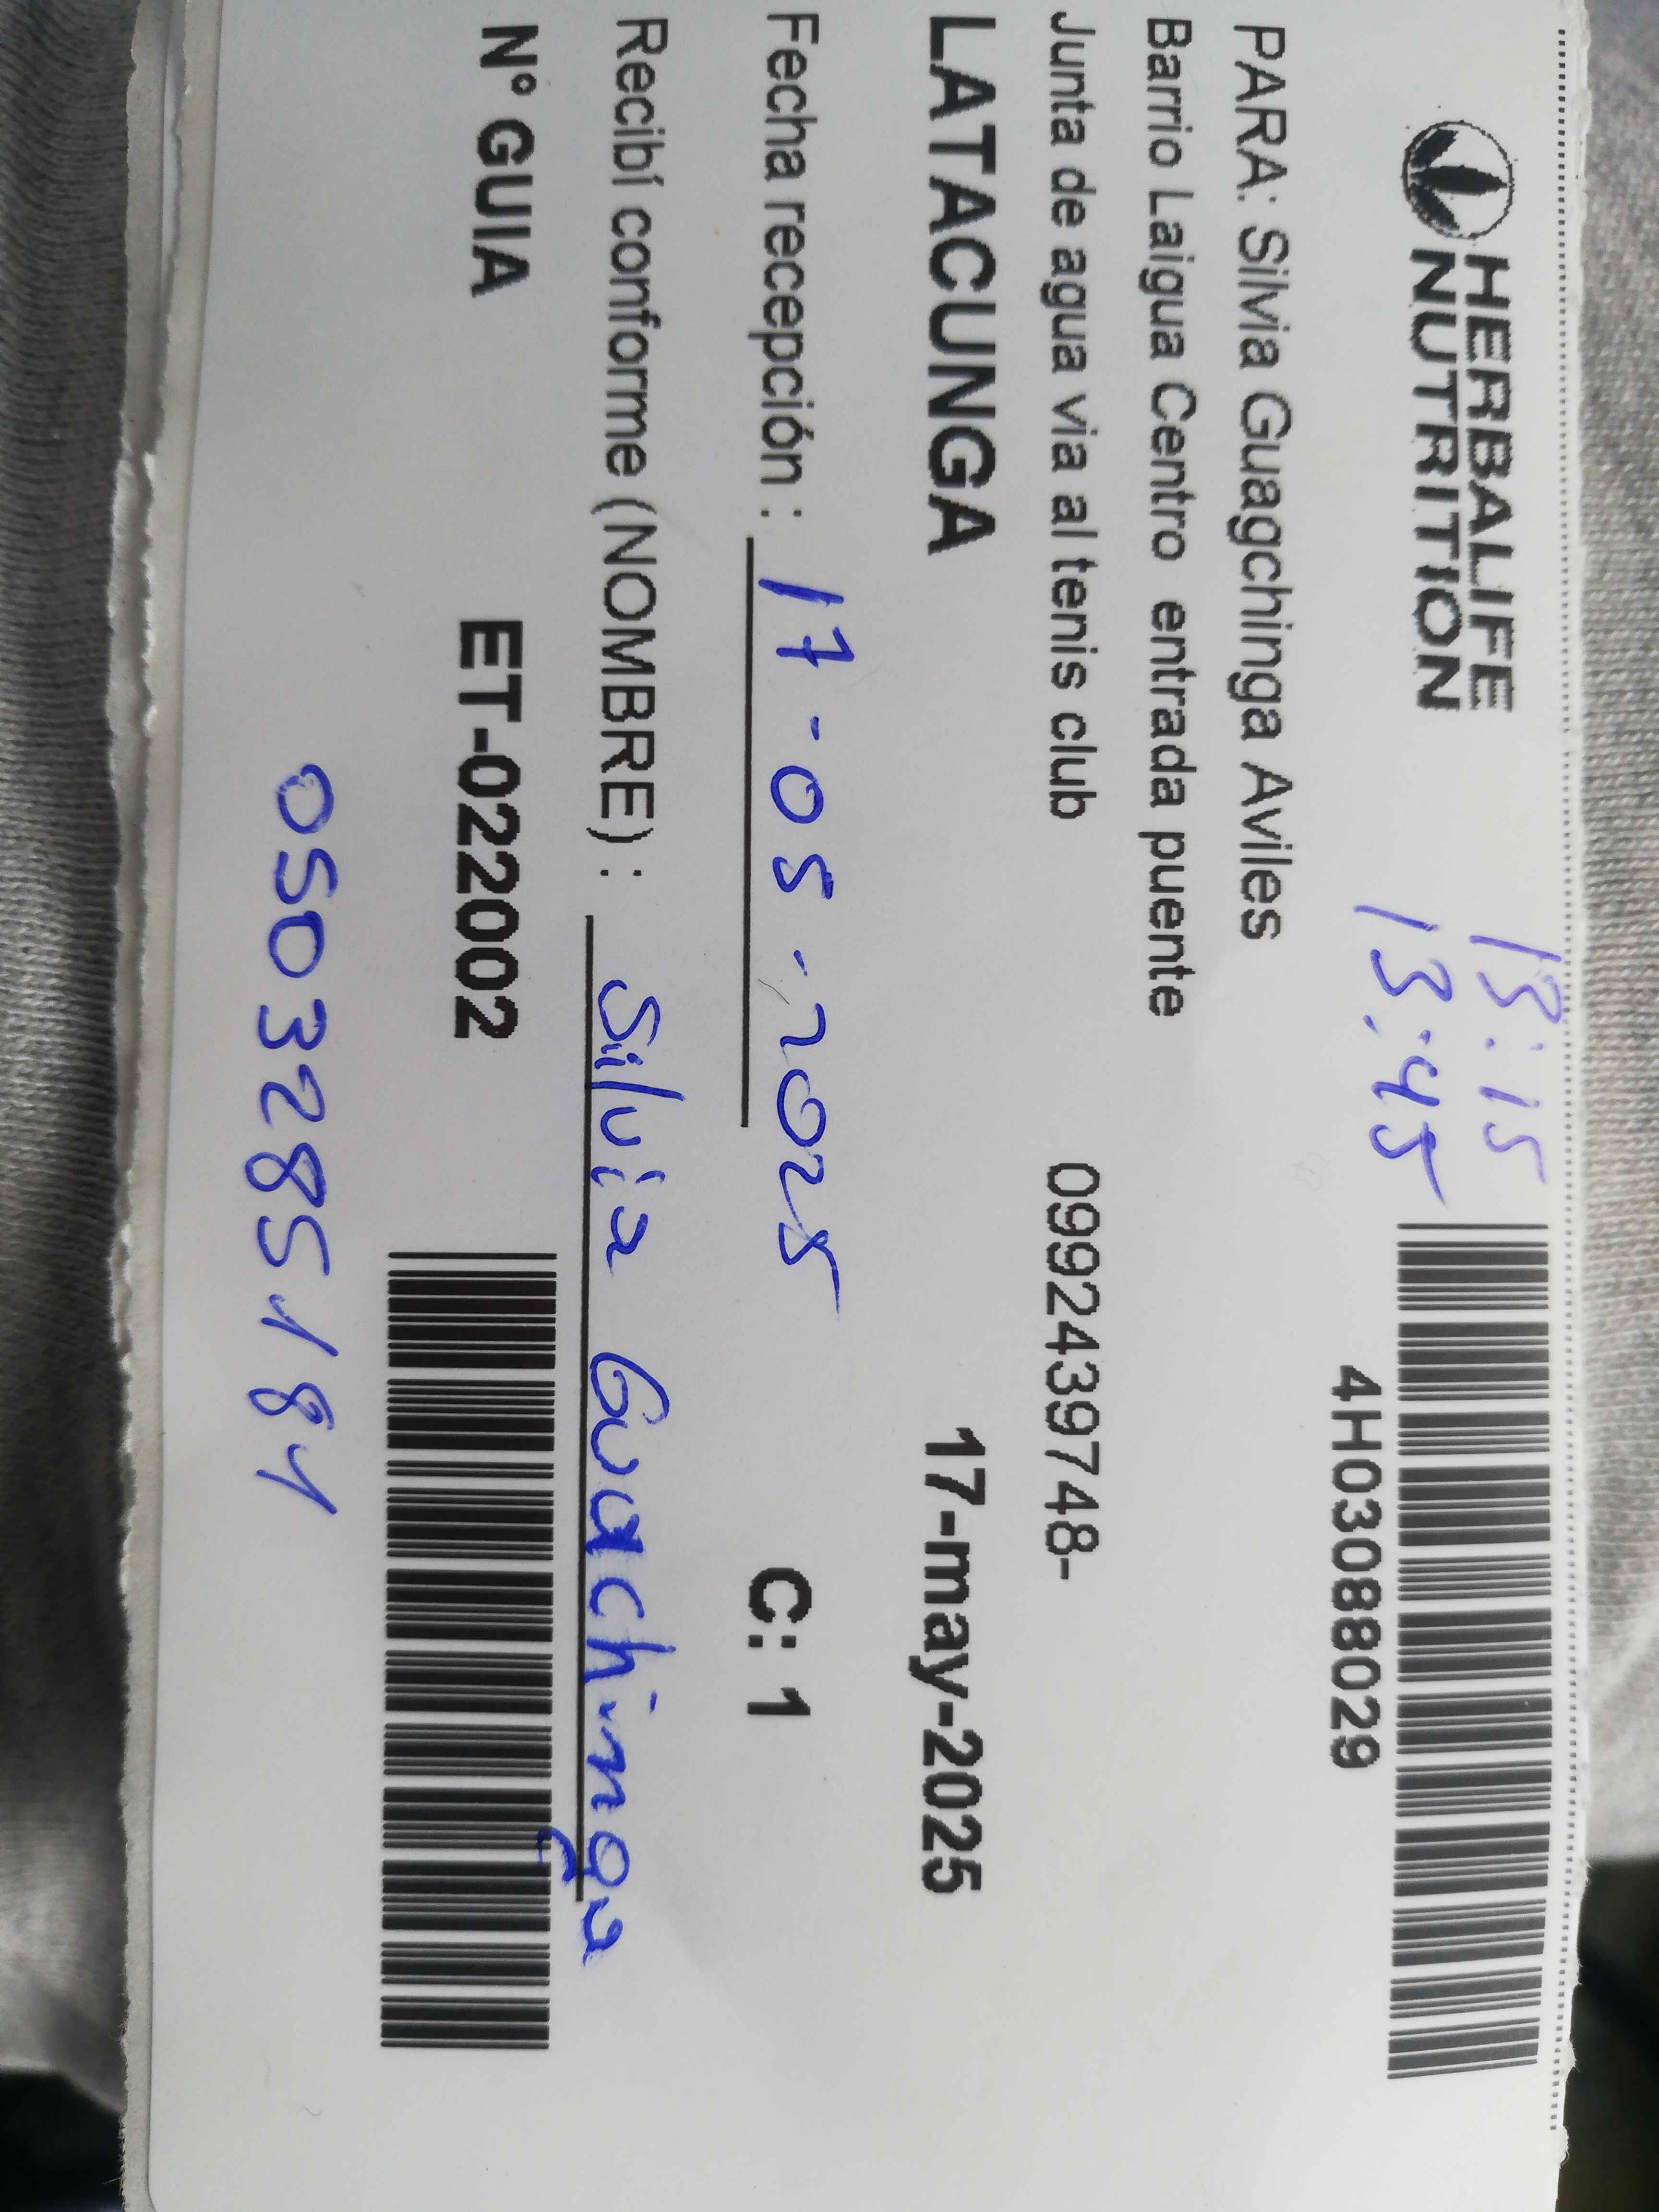 HERBALIFE
NUTRITION
13:15
13:45
4H03088029
PARA: Silvia Guagchinga Aviles
Barrio Laigua Centro entrada puente
Junta de agua via al tenis club 0992439748-
LATACUNGA 17-may-2025
Fecha recepción : 17-05-2025 C: 1
Recibí conforme (NOMBRE) : Silvia Guachinga
N° GUIA ET-022002
0503285181